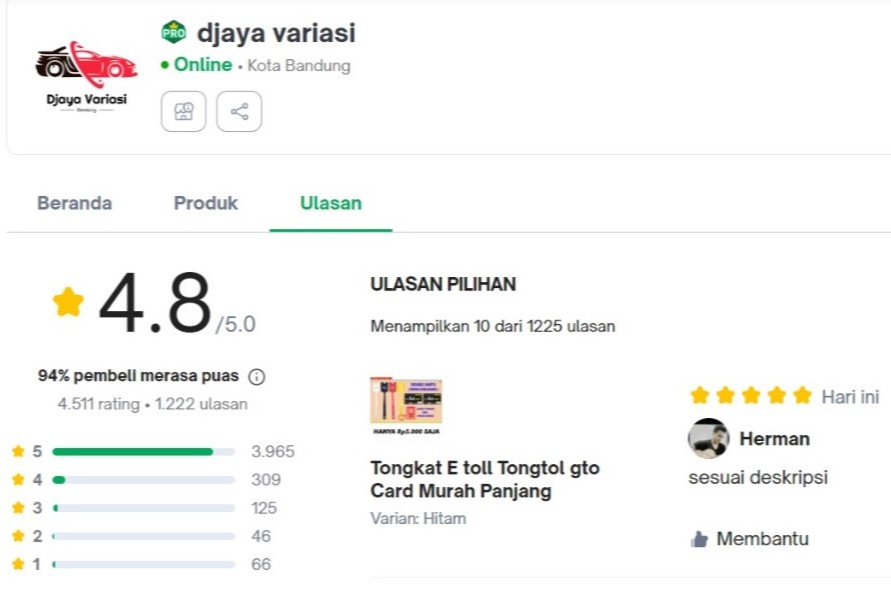 PRO djaya variasi
Online • Kota Bandung
Djaya Variasi
Beranda Produk Ulasan
4.8/5.0
94% pembeli merasa puas
4.511 rating • 1.222 ulasan
5 3.965
4 309
3 125
2 46
1 66
ULASAN PILIHAN
Menampilkan 10 dari 1225 ulasan
HANYA Rp5.000 SAJA
Tongkat E toll Tongtol gto
Card Murah Panjang
Varian: Hitam
Hari ini
Herman
sesuai deskripsi
Membantu